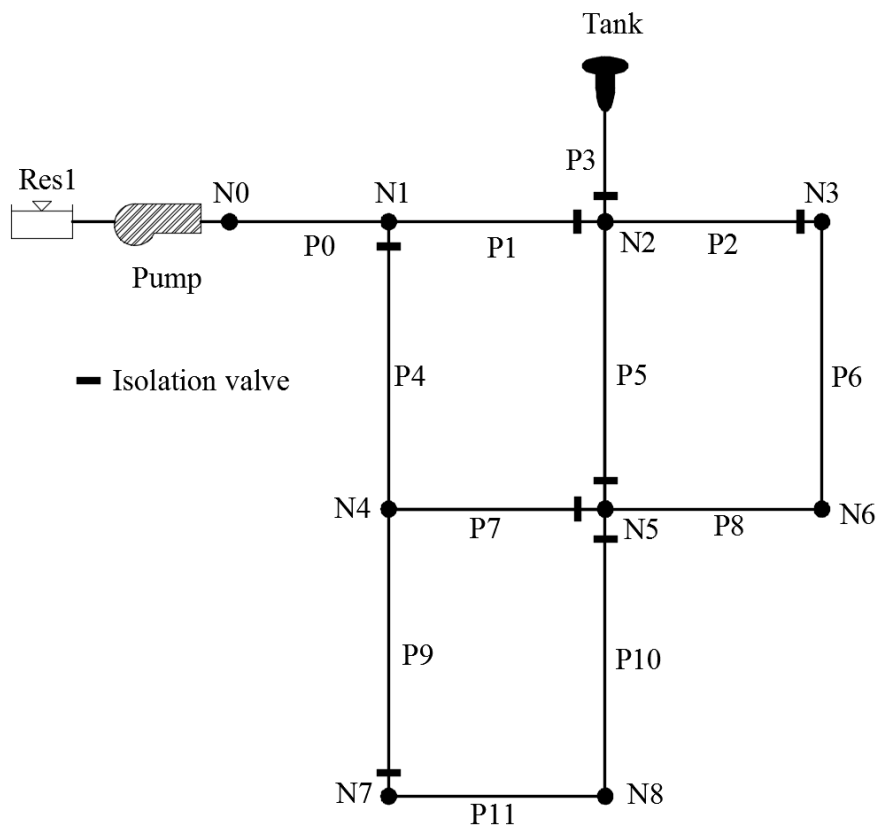 Tank
P3
Res1
N0
N1
N3
P0
P1
N2
P2
Pump
Isolation valve
P4
P5
P6
N4
P7
N5
P8
N6
P9
P10
N7
P11
N8